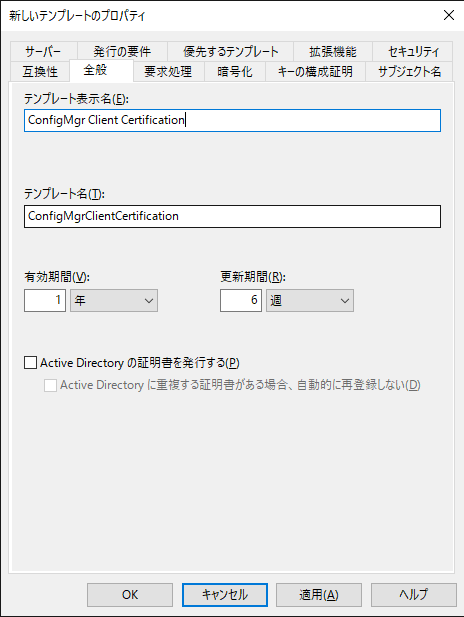 新しいテンプレートのプロパティ
サーバー 発行の要件 優先するテンプレート 拡張機能 セキュリティ
互換性 全般 要求処理 暗号化 キーの構成証明 サブジェクト名
テンプレート表示名(E):
ConfigMgr Client Certification
テンプレート名(T):
ConfigMgrClientCertification
有効期間(V): 更新期間(R):
1 年 6 週
Active Directory の証明書を発行する(P)
Active Directory に重複する証明書がある場合、自動的に再登録しない(D)
OK キャンセル 適用(A) ヘルプ